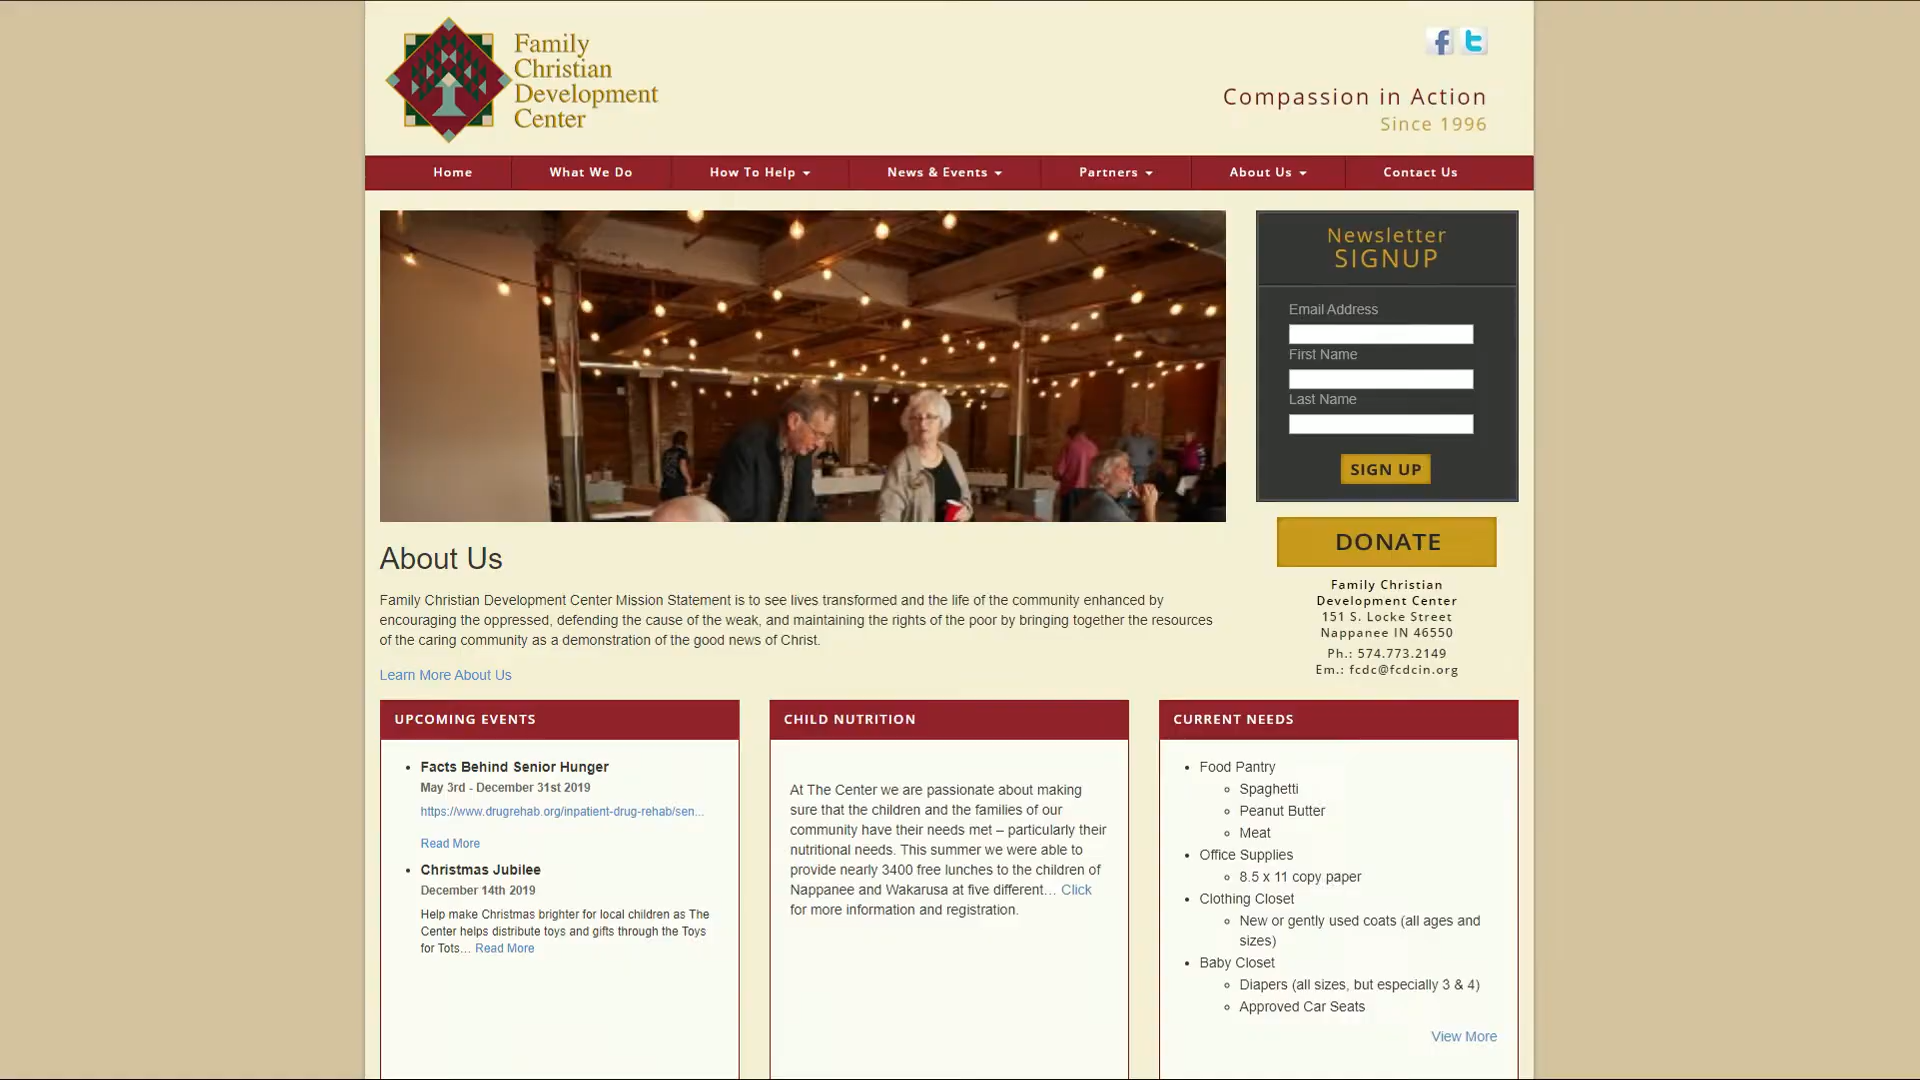 Family
Christian
Development
Center
Compassion in Action
Since 1996
Home
What We Do
How To Help
News & Events
Partners
About Us
Contact Us
Newsletter
SIGNUP
Email Address
First Name
Last Name
SIGN UP
DONATE
Family Christian
Development Center
151 S. Locke Street
Nappanee IN 46550
Ph.: 574.773.2149
Em.: fcdc@fcdcin.org
About Us
Family Christian Development Center Mission Statement is to see lives transformed and the life of the community enhanced by
encouraging the oppressed, defending the cause of the weak, and maintaining the rights of the poor by bringing together the resources
of the caring community as a demonstration of the good news of Christ.
Learn More About Us
UPCOMING EVENTS
Facts Behind Senior Hunger
May 3rd - December 31st 2019
https://www.drugrehab.org/inpatient-drug-rehab/sen...
Read More
Christmas Jubilee
December 14th 2019
Help make Christmas brighter for local children as The
Center helps distribute toys and gifts through the Toys
for Tots… Read More
CHILD NUTRITION
At The Center we are passionate about making
sure that the children and the families of our
community have their needs met – particularly their
nutritional needs. This summer we were able to
provide nearly 3400 free lunches to the children of
Nappanee and Wakarusa at five different… Click
for more information and registration.
CURRENT NEEDS
Food Pantry
Spaghetti
Peanut Butter
Meat
Office Supplies
8.5 x 11 copy paper
Clothing Closet
New or gently used coats (all ages and
sizes)
Baby Closet
Diapers (all sizes, but especially 3 & 4)
Approved Car Seats
View More